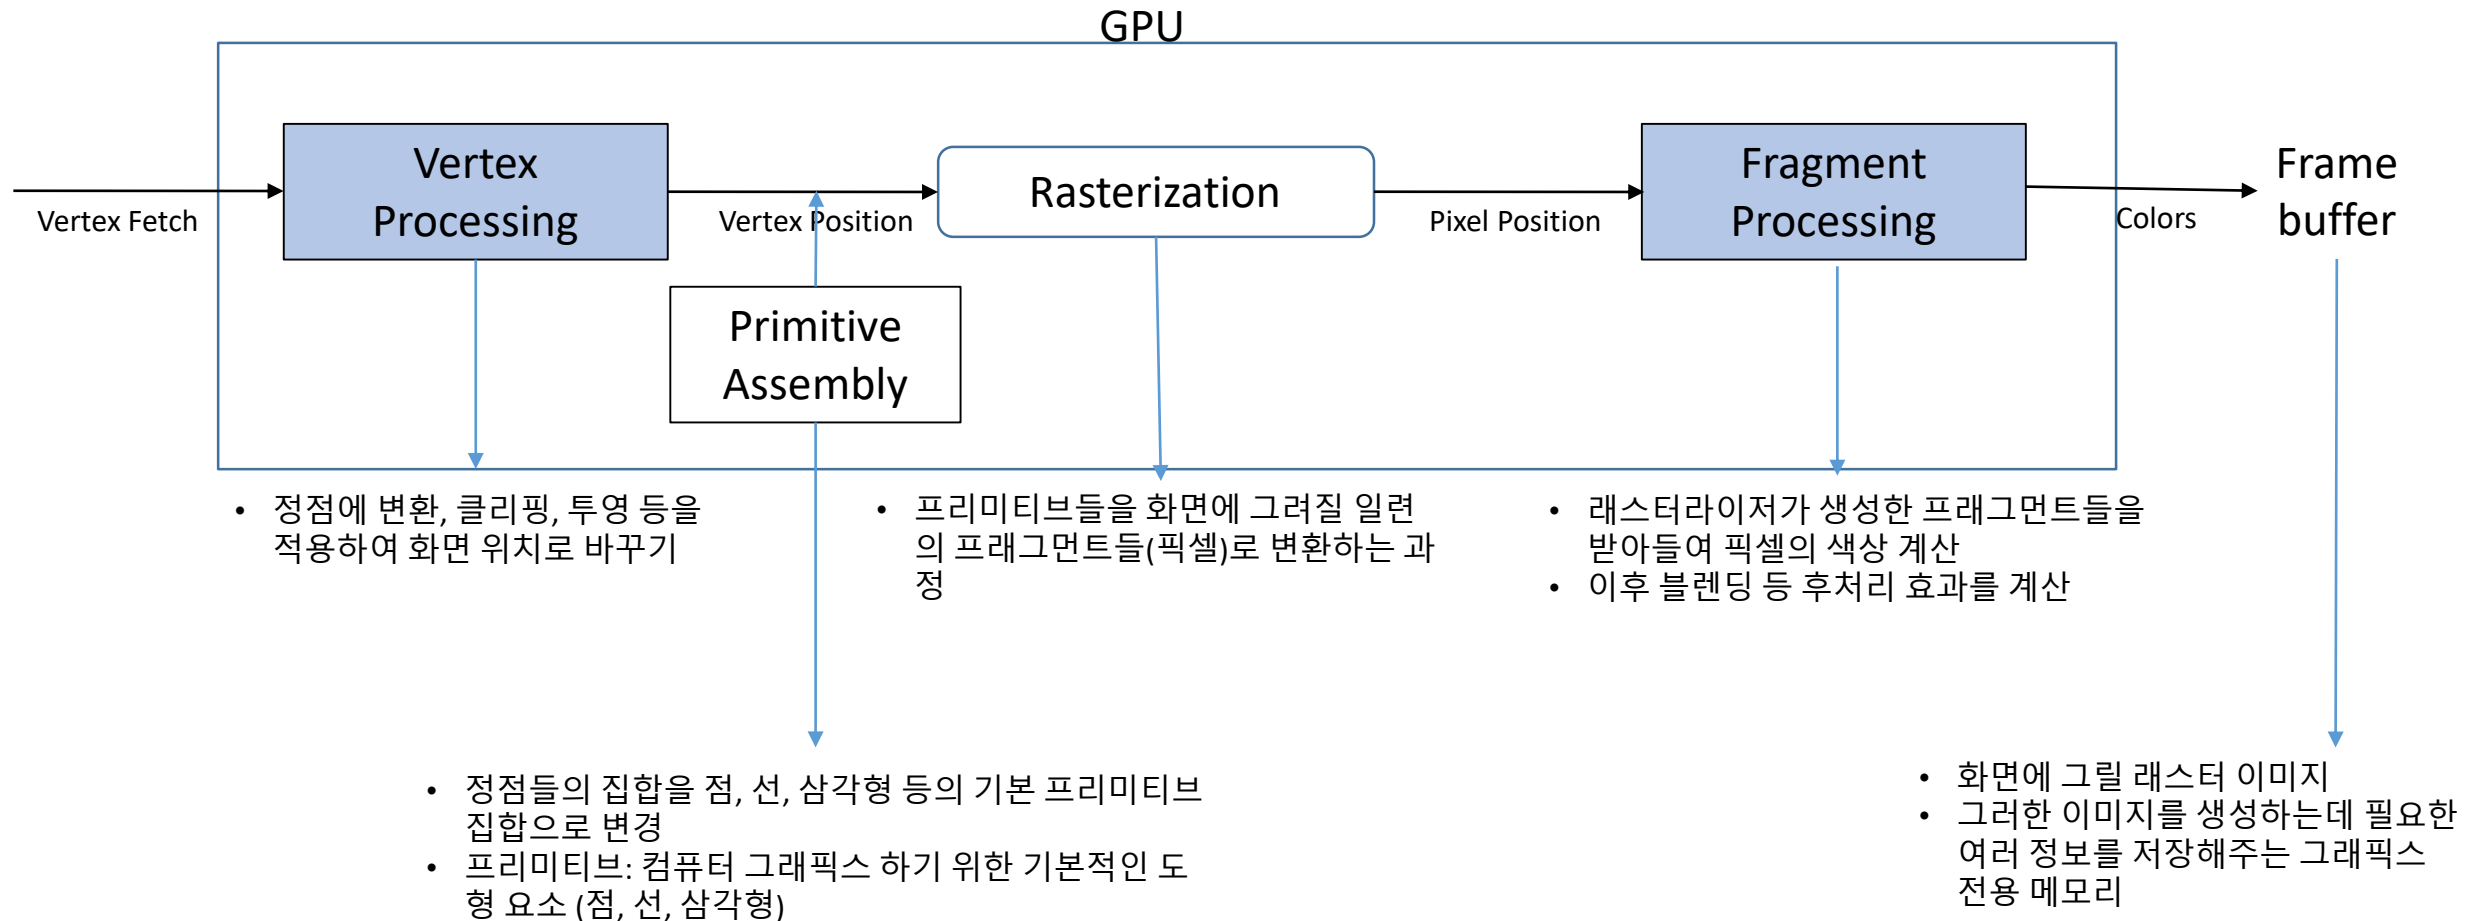 GPU
Vertex
Processing
Rasterization
Fragment
Processing
Frame
buffer
Vertex Fetch
Vertex Position
Pixel Position
Colors
Primitive
Assembly
• 정점에 변환, 클리핑, 투영 등을
적용하여 화면 위치로 바꾸기
• 프리미티브들을 화면에 그려질 일련
의 프래그먼트들(픽셀)로 변환하는 과
정
• 래스터라이저가 생성한 프래그먼트들을
받아들여 픽셀의 색상 계산
• 이후 블렌딩 등 후처리 효과를 계산
• 정점들의 집합을 점, 선, 삼각형 등의 기본 프리미티브
집합으로 변경
• 프리미티브: 컴퓨터 그래픽스 하기 위한 기본적인 도
형 요소 (점, 선, 삼각형)
• 화면에 그릴 래스터 이미지
• 그러한 이미지를 생성하는데 필요한
여러 정보를 저장해주는 그래픽스
전용 메모리